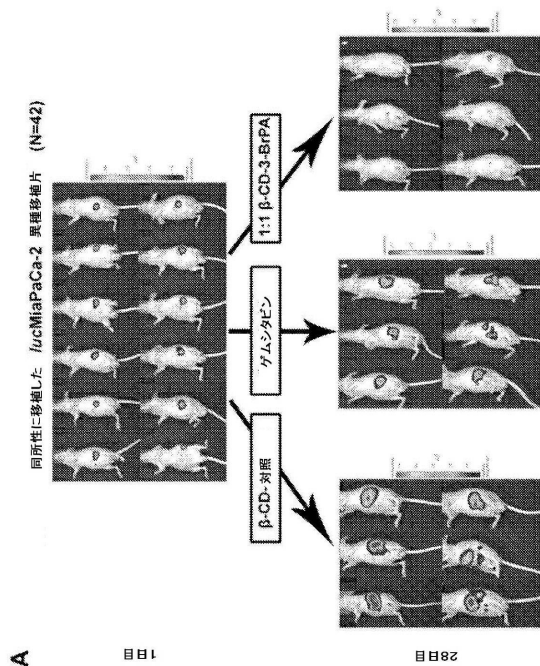 A
同所性に移植した lucMiaPaCa-2 異種移植片 (N=42)
1日目
β-CD-対照
ゲムシタビン
1:1 β-CD-3-BrPA
28日目